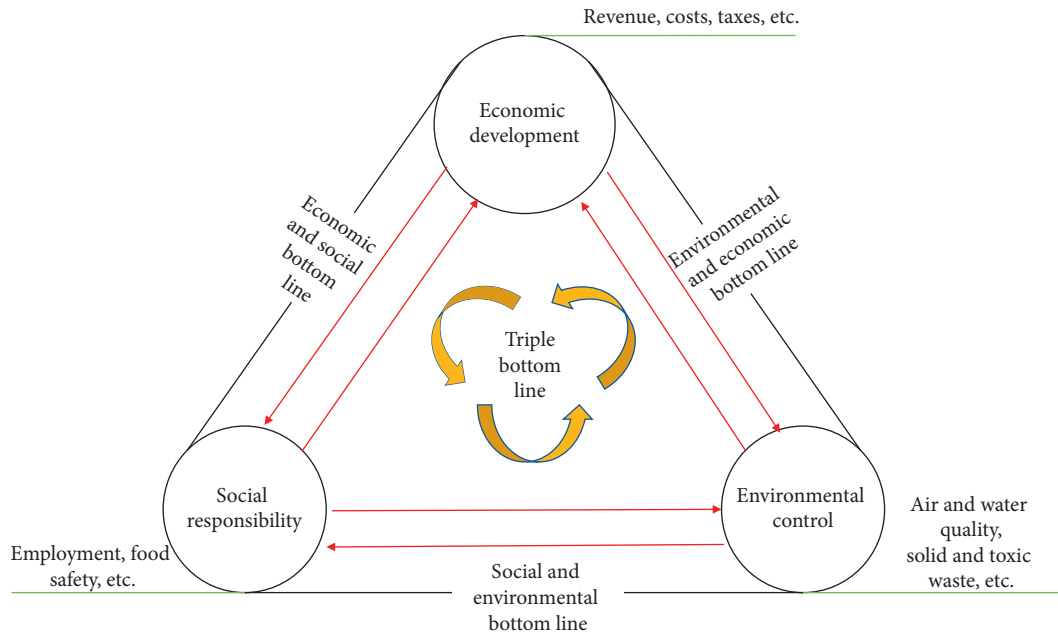 Revenue, costs, taxes, etc.
Economic
development
Economic
and social
bottom
line
Environmental
and economic
bottom line
Triple
bottom
line
Social
responsibility
Environmental
control
Employment, food
safety, etc.
Air and water
quality,
solid and toxic
waste, etc.
Social and
environmental
bottom line